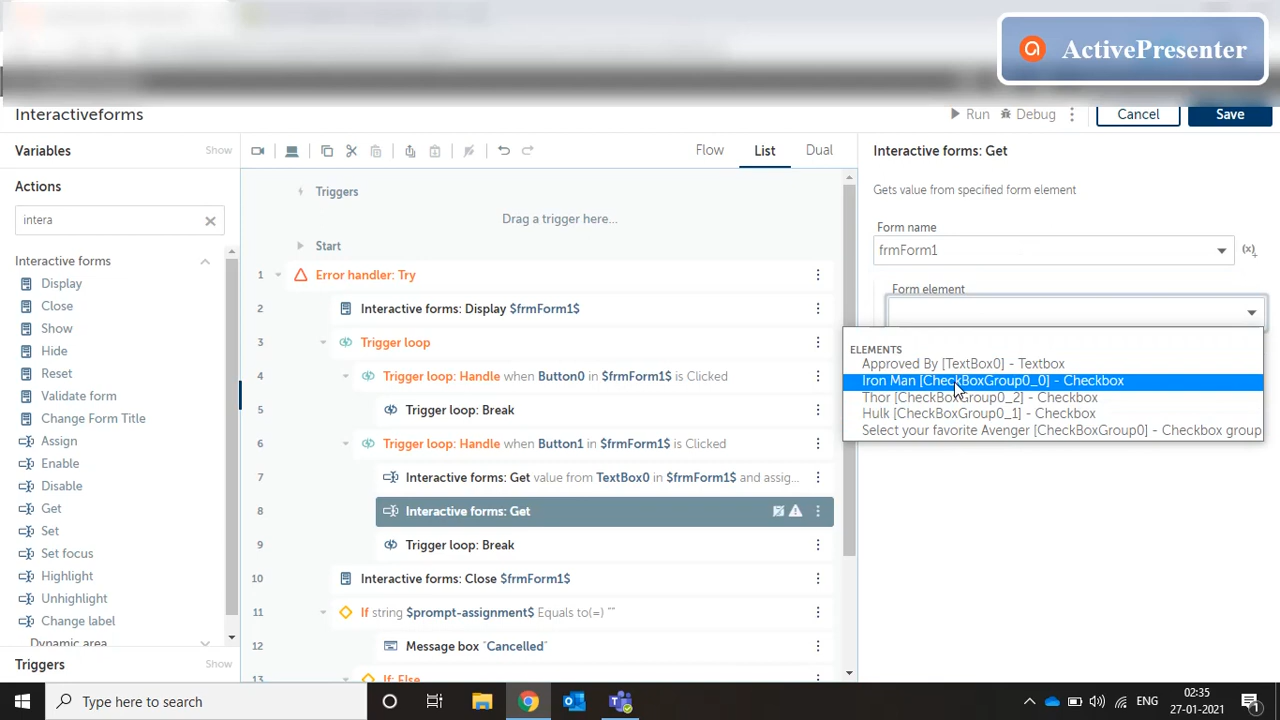 ActivePresenter
Interactiveforms
Run Debug
Cancel
Save
Variables
Show
Flow
List
Dual
Interactive forms: Get
Actions
Triggers
Gets value from specified form element
intera
Drag a trigger here...
Form name
Start
frmForm1
(x)
Interactive forms
1 Error handler: Try
Display
Form element
Close
2 Interactive forms: Display $frmForm1$
Show
3 Trigger loop
Hide
ELEMENTS
Reset
4 Trigger loop: Handle when Button0 in $frmForm1$ is Clicked
Approved By [TextBox0] - Textbox
Validate form
Iron Man [CheckBoxGroup0_0] - Checkbox
Change Form Title
5 Trigger loop: Break
Thor [CheckBoxGroup0_2] - Checkbox
Assign
Hulk [CheckBoxGroup0_1] - Checkbox
Enable
6 Trigger loop: Handle when Button1 in $frmForm1$ is Clicked
Select your favorite Avenger [CheckBoxGroup0] - Checkbox group
Disable
7 Interactive forms: Get value from TextBox0 in $frmForm1$ and assig...
Get
8 Interactive forms: Get
Set
Set focus
9 Trigger loop: Break
Highlight
10 Interactive forms: Close $frmForm1$
Unhighlight
11 If string $prompt-assignment$ Equals to(=) ""
Change label
12 Message box "Cancelled"
Dynamic area
Triggers
Show
13 If: Else
Type here to search
ENG
02:35
27-01-2021
1